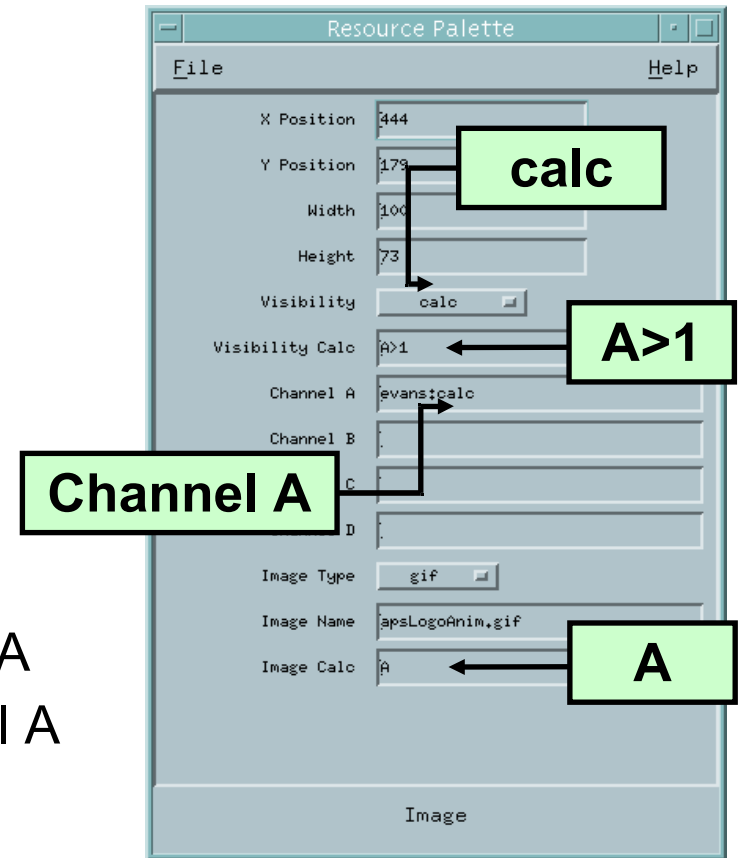 Resource Palette
File Help
X Position 444
Y Position 179
calc
Width 100
Height 73
Visibility calc
Visibility Calc A>1
A>1
Channel A evans:calc
Channel B
Channel A
C
D
Image Type gif
Image Name apsLogoAnim.gif
Image Calc A
A
A
l A
Image